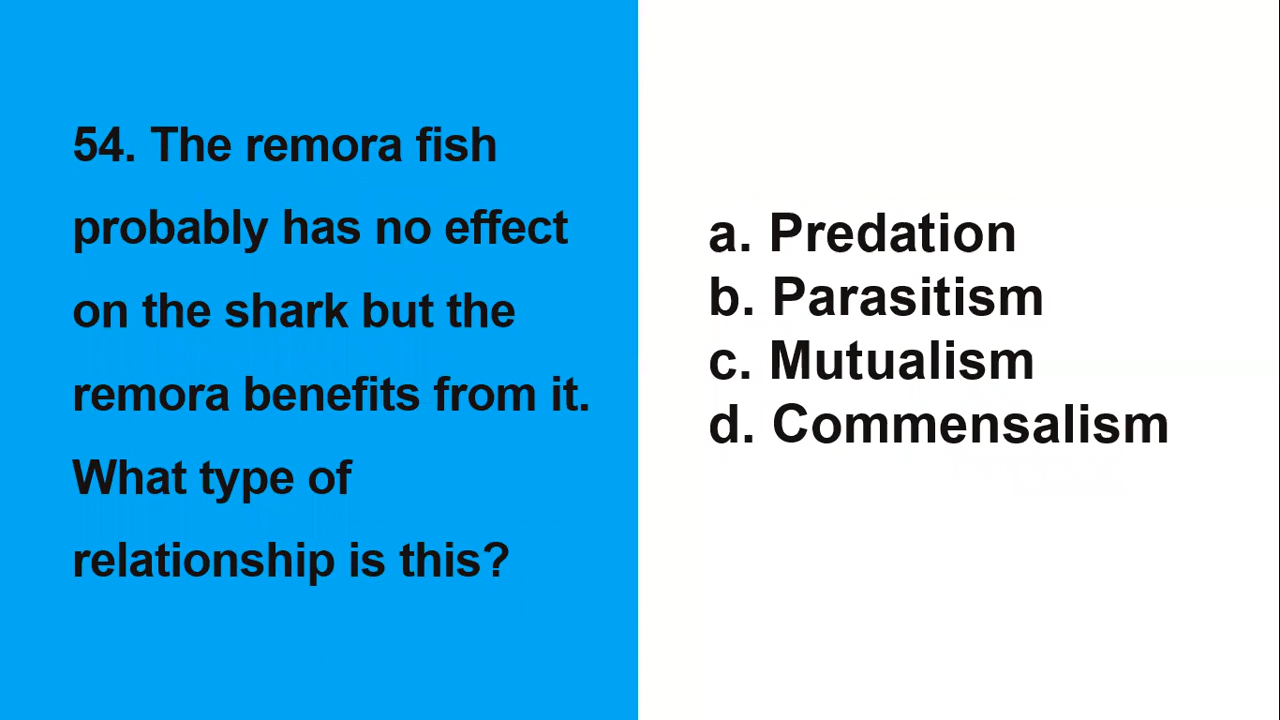 54. The remora fish
probably has no effect
on the shark but the
remora benefits from it.
What type of
relationship is this?
a. Predation
b. Parasitism
c. Mutualism
d. Commensalism